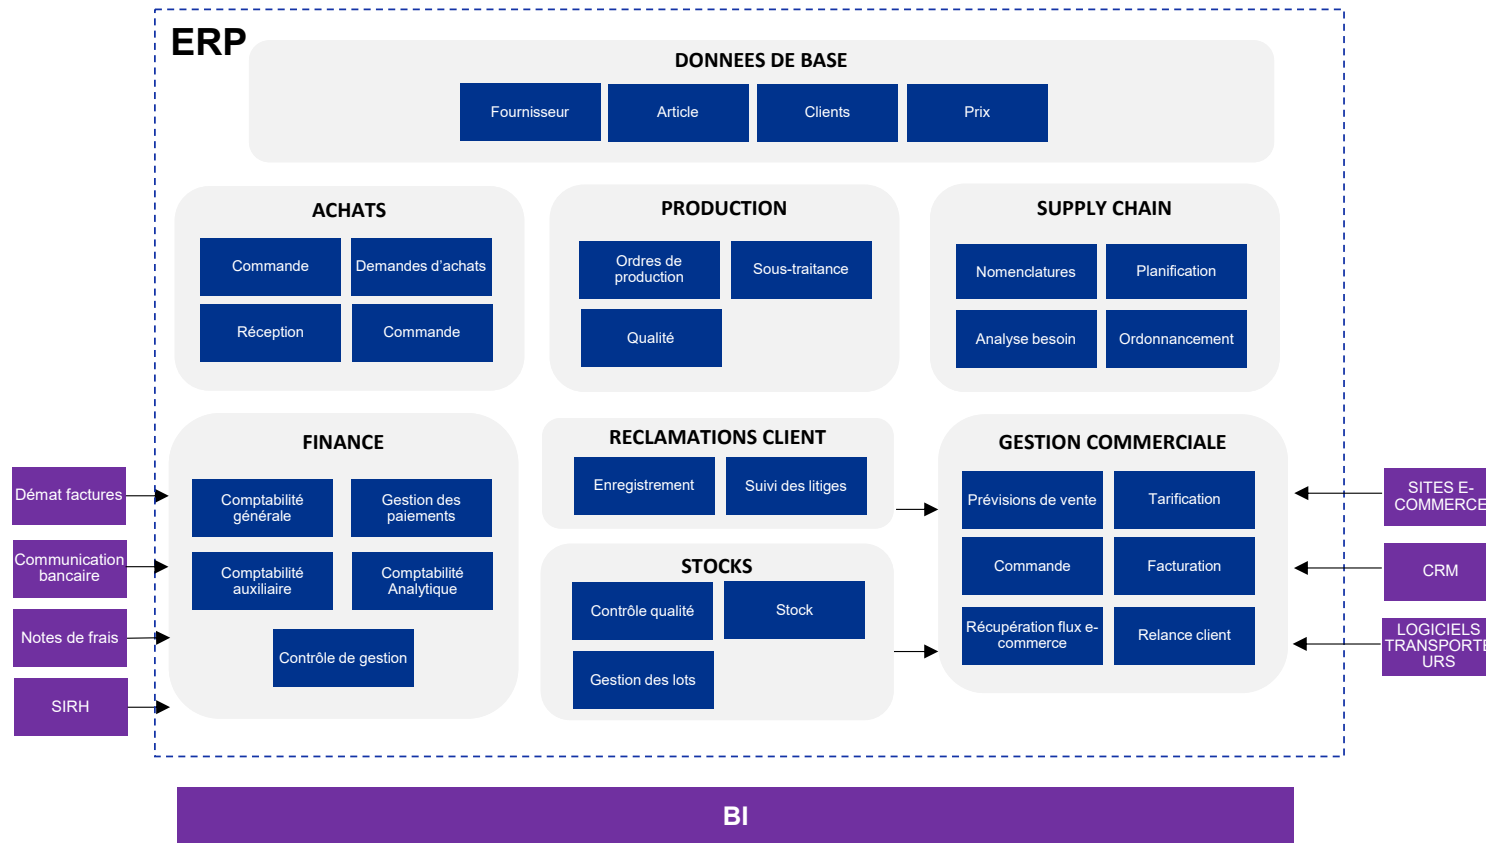 ERP
DONNEES DE BASE
Fournisseur
Article
Clients
Prix
ACHATS
Commande
Demandes d'achats
Réception
Commande
PRODUCTION
Ordres de
production
Sous-traitance
Qualité
SUPPLY CHAIN
Nomenclatures
Planification
Analyse besoin
Ordonnancement
Démat factures
Communication
bancaire
Notes de frais
SIRH
FINANCE
Comptabilité
générale
Gestion des
paiements
Comptabilité
auxiliaire
Comptabilité
Analytique
Contrôle de gestion
RECLAMATIONS CLIENT
Enregistrement
Suivi des litiges
STOCKS
Contrôle qualité
Stock
Gestion des lots
GESTION COMMERCIALE
Prévisions de vente
Tarification
Commande
Facturation
Récupération flux e-
commerce
Relance client
SITES E-
COMMERCE
CRM
LOGICIELS
TRANSPORTE
URS
BI